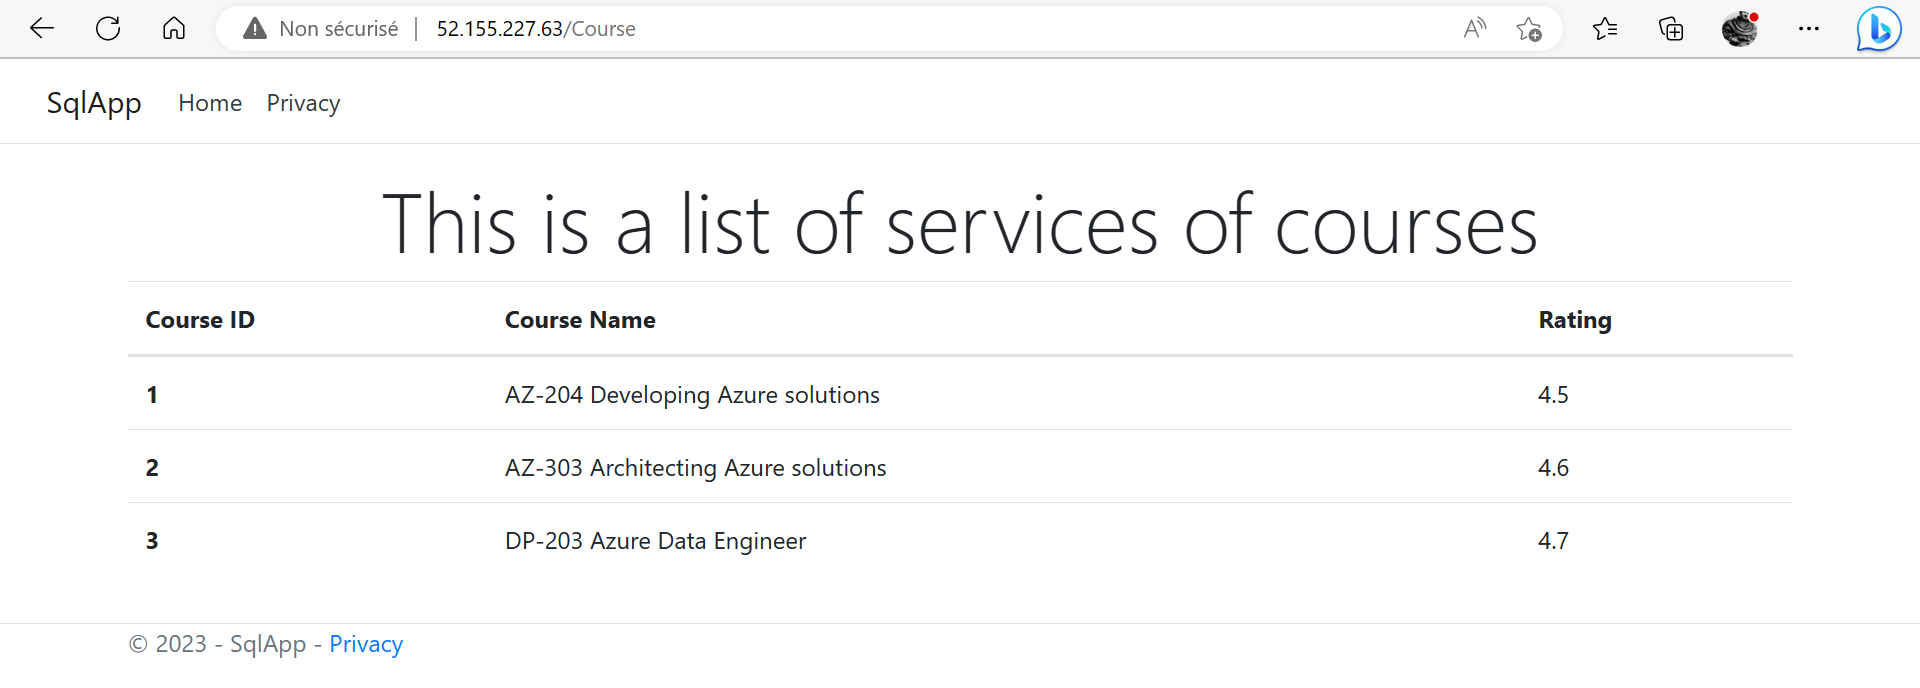 Non sécurisé 52.155.227.63/Course
SqlApp Home Privacy
This is a list of services of courses
Course ID Course Name Rating
1 AZ-204 Developing Azure solutions 4.5
2 AZ-303 Architecting Azure solutions 4.6
3 DP-203 Azure Data Engineer 4.7
© 2023 - SqlApp - Privacy